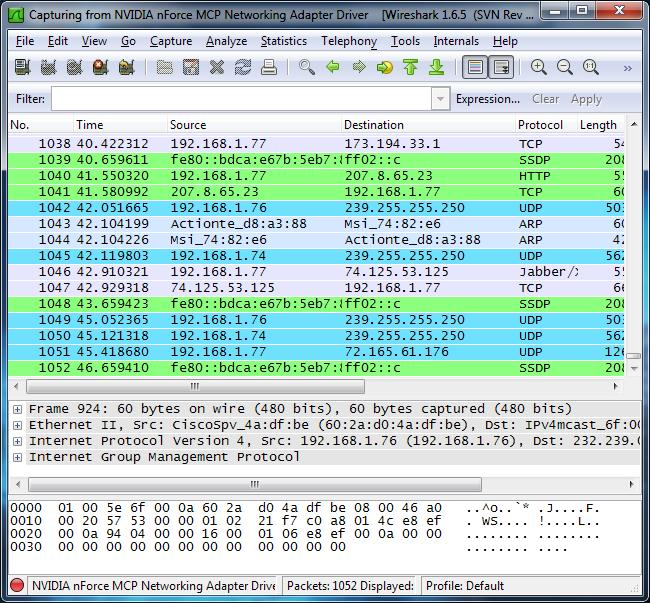 Capturing from NVIDIA nForce MCP Networking Adapter Driver [Wireshark 1.6.5 (SVN Rev ...
File Edit View Go Capture Analyze Statistics Telephony Tools Internals Help
Filter: Expression... Clear Apply
No. Time Source Destination Protocol Length
1038 40.422312 192.168.1.77 173.194.33.1 TCP 54
1039 40.659611 fe80::bdca:e67b:5eb7:8 ff02::c SSDP 208
1040 41.550320 192.168.1.77 207.8.65.23 HTTP 55
1041 41.580992 207.8.65.23 192.168.1.77 TCP 60
1042 42.051665 192.168.1.76 239.255.255.250 UDP 503
1043 42.104199 Actionte_d8:a3:88 Msi_74:82:e6 ARP 60
1044 42.104226 Msi_74:82:e6 Actionte_d8:a3:88 ARP 42
1045 42.119803 192.168.1.76 239.255.255.250 UDP 562
1046 42.910321 192.168.1.77 74.125.53.125 Jabber/X 55
1047 42.929318 74.125.53.125 192.168.1.77 TCP 66
1048 43.659423 fe80::bdca:e67b:5eb7:8 ff02::c SSDP 208
1049 45.052365 192.168.1.76 239.255.255.250 UDP 503
1050 45.121318 192.168.1.76 239.255.255.250 UDP 562
1051 45.418680 192.168.1.77 72.165.61.176 UDP 126
1052 46.659410 fe80::bdca:e67b:5eb7:8 ff02::c SSDP 208
Frame 924: 60 bytes on wire (480 bits), 60 bytes captured (480 bits)
Ethernet II, Src: CiscoSpv_4a:df:be (60:2a:d0:4a:df:be), Dst: IPv4mcast_6f:00
Internet Protocol Version 4, Src: 192.168.1.76 (192.168.1.76), Dst: 232.239.0
Internet Group Management Protocol
0000 01 00 5e 6f 00 0a 60 2a d0 4a df be 08 00 46 a0 ..^o..`* .J....F.
0010 00 20 57 53 00 00 01 02 21 f7 c0 a8 01 4c e8 ef . WS.... !....L..
0020 00 0a 94 04 00 00 16 00 01 06 e8 ef 00 0a 00 00 ........ ........
0030 00 00 00 00 00 00 00 00 00 00 00 00 ........ ....
NVIDIA nForce MCP Networking Adapter Drive Packets: 1052 Displayed: Profile: Default